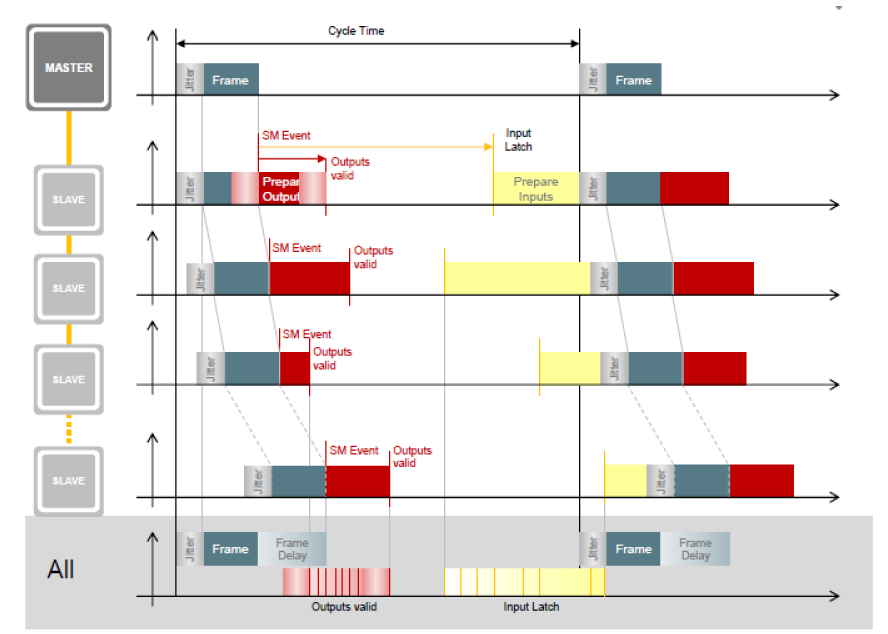 Cycle Time
MASTER
Jitter
Frame
Jitter
Frame
SM Event
Input
Latch
Outputs
valid
SLAVE
Jitter
Prepar
Output
Prepare
Inputs
Jitter
SM Event
Outputs
valid
SLAVE
Jitter
Jitter
SM Event
Outputs
valid
SLAVE
Jitter
Jitter
SM Event
Outputs
valid
SLAVE
Jitter
Jitter
All
Jitter
Frame
Frame
Delay
Jitter
Frame
Frame
Delay
Outputs valid
Input Latch